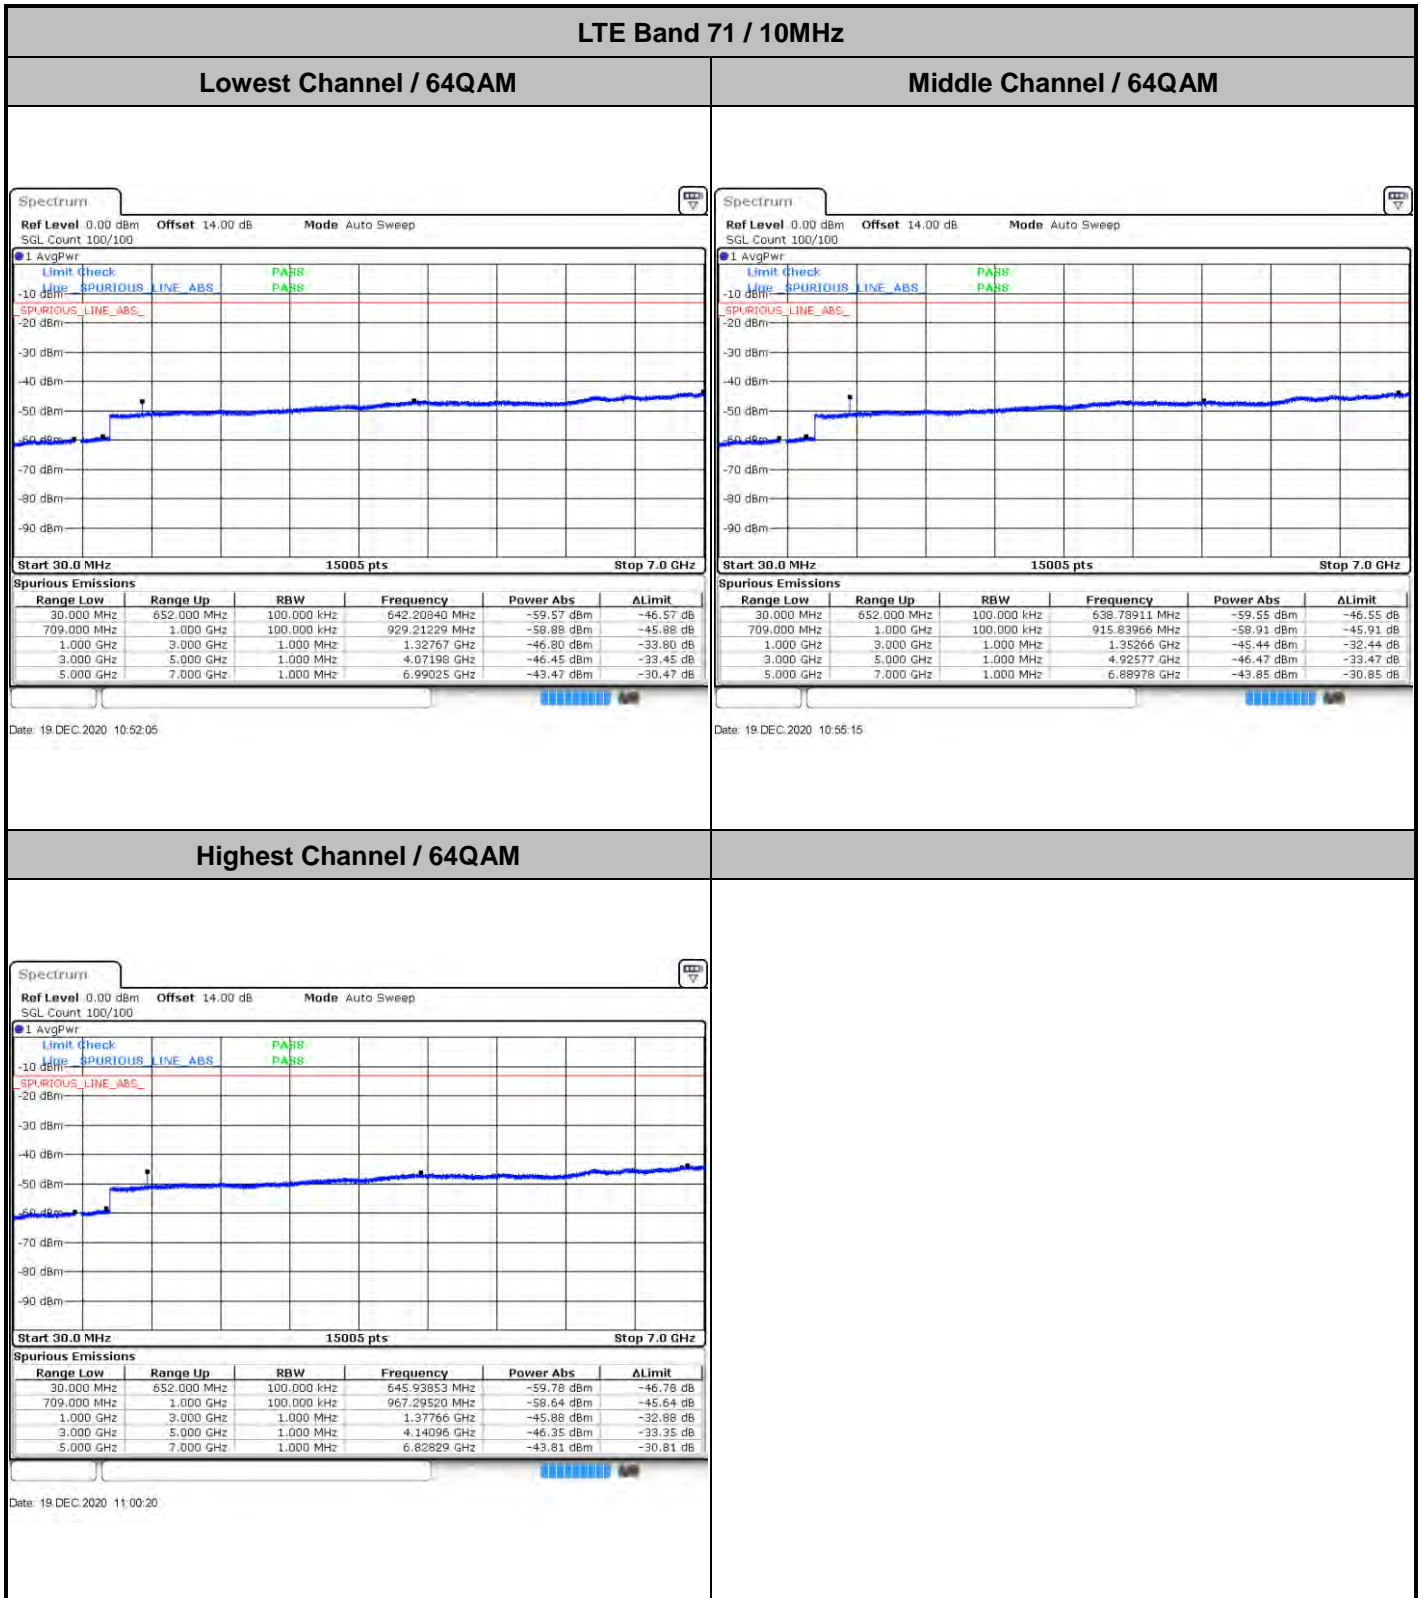 LTE Band 71 / 10MHz
Lowest Channel / 64QAM
Middle Channel / 64QAM
Spectrum
Ref Level 0.00 dBm Offset 14.00 dB Mode Auto Sweep
SGL Count 100/100
1 AvgPwr
Limit Check PASS
Line _SPURIOUS_LINE_ABS_ PASS
-10 dBm
_SPURIOUS_LINE_ABS_
-20 dBm
-30 dBm
-40 dBm
-50 dBm
-60 dBm
-70 dBm
-80 dBm
-90 dBm
Start 30.0 MHz 15005 pts Stop 7.0 GHz
Spurious Emissions
Range Low Range Up RBW Frequency Power Abs ΔLimit
30.000 MHz 652.000 MHz 100.000 kHz 642.20840 MHz -59.57 dBm -46.57 dB
709.000 MHz 1.000 GHz 100.000 kHz 929.21229 MHz -58.88 dBm -45.88 dB
1.000 GHz 3.000 GHz 1.000 MHz 1.32767 GHz -46.80 dBm -33.80 dB
3.000 GHz 5.000 GHz 1.000 MHz 4.07198 GHz -46.45 dBm -33.45 dB
5.000 GHz 7.000 GHz 1.000 MHz 6.99025 GHz -43.47 dBm -30.47 dB
Date: 19.DEC.2020 10:52:05
Spectrum
Ref Level 0.00 dBm Offset 14.00 dB Mode Auto Sweep
SGL Count 100/100
1 AvgPwr
Limit Check PASS
Line _SPURIOUS_LINE_ABS_ PASS
-10 dBm
_SPURIOUS_LINE_ABS_
-20 dBm
-30 dBm
-40 dBm
-50 dBm
-60 dBm
-70 dBm
-80 dBm
-90 dBm
Start 30.0 MHz 15005 pts Stop 7.0 GHz
Spurious Emissions
Range Low Range Up RBW Frequency Power Abs ΔLimit
30.000 MHz 652.000 MHz 100.000 kHz 638.78911 MHz -59.55 dBm -46.55 dB
709.000 MHz 1.000 GHz 100.000 kHz 915.83966 MHz -58.91 dBm -45.91 dB
1.000 GHz 3.000 GHz 1.000 MHz 1.35266 GHz -45.44 dBm -32.44 dB
3.000 GHz 5.000 GHz 1.000 MHz 4.92577 GHz -46.47 dBm -33.47 dB
5.000 GHz 7.000 GHz 1.000 MHz 6.88978 GHz -43.85 dBm -30.85 dB
Date: 19.DEC.2020 10:55:15
Highest Channel / 64QAM
Spectrum
Ref Level 0.00 dBm Offset 14.00 dB Mode Auto Sweep
SGL Count 100/100
1 AvgPwr
Limit Check PASS
Line _SPURIOUS_LINE_ABS_ PASS
-10 dBm
_SPURIOUS_LINE_ABS_
-20 dBm
-30 dBm
-40 dBm
-50 dBm
-60 dBm
-70 dBm
-80 dBm
-90 dBm
Start 30.0 MHz 15005 pts Stop 7.0 GHz
Spurious Emissions
Range Low Range Up RBW Frequency Power Abs ΔLimit
30.000 MHz 652.000 MHz 100.000 kHz 645.93853 MHz -59.78 dBm -46.78 dB
709.000 MHz 1.000 GHz 100.000 kHz 967.29520 MHz -58.64 dBm -45.64 dB
1.000 GHz 3.000 GHz 1.000 MHz 1.37766 GHz -45.88 dBm -32.88 dB
3.000 GHz 5.000 GHz 1.000 MHz 4.14096 GHz -46.35 dBm -33.35 dB
5.000 GHz 7.000 GHz 1.000 MHz 6.82829 GHz -43.81 dBm -30.81 dB
Date: 19.DEC.2020 11:00:20